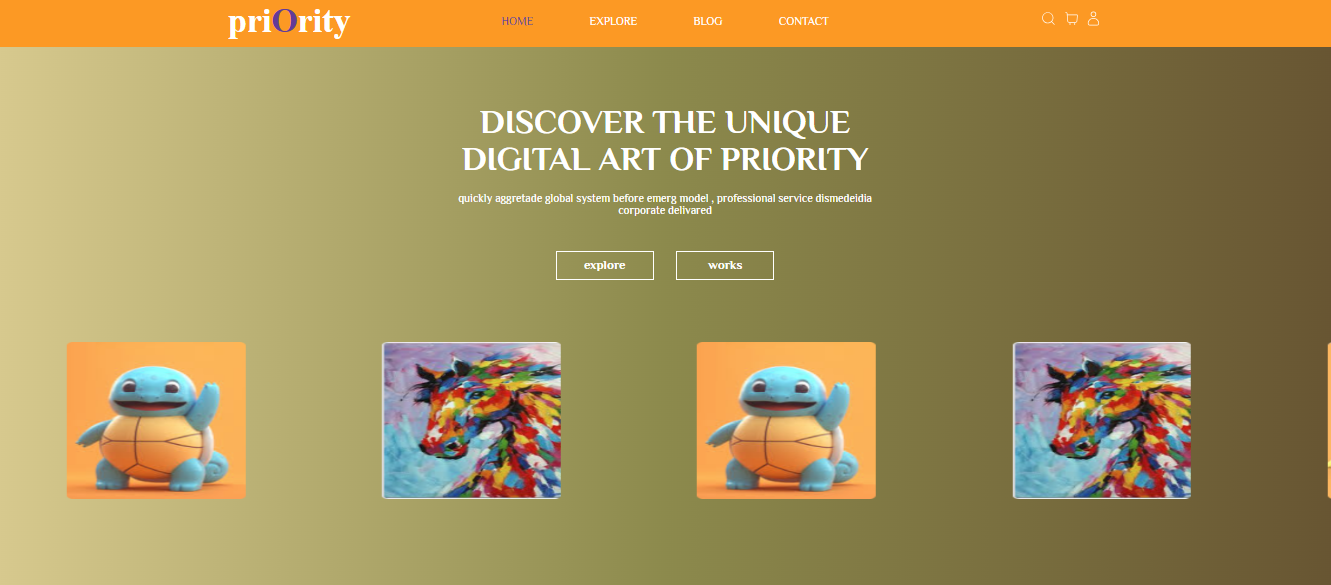 priOrity
HOME EXPLORE BLOG CONTACT
DISCOVER THE UNIQUE
DIGITAL ART OF PRIORITY
quickly aggretade global system before emerg model , professional service dismedeidia
corporate delivared
explore works